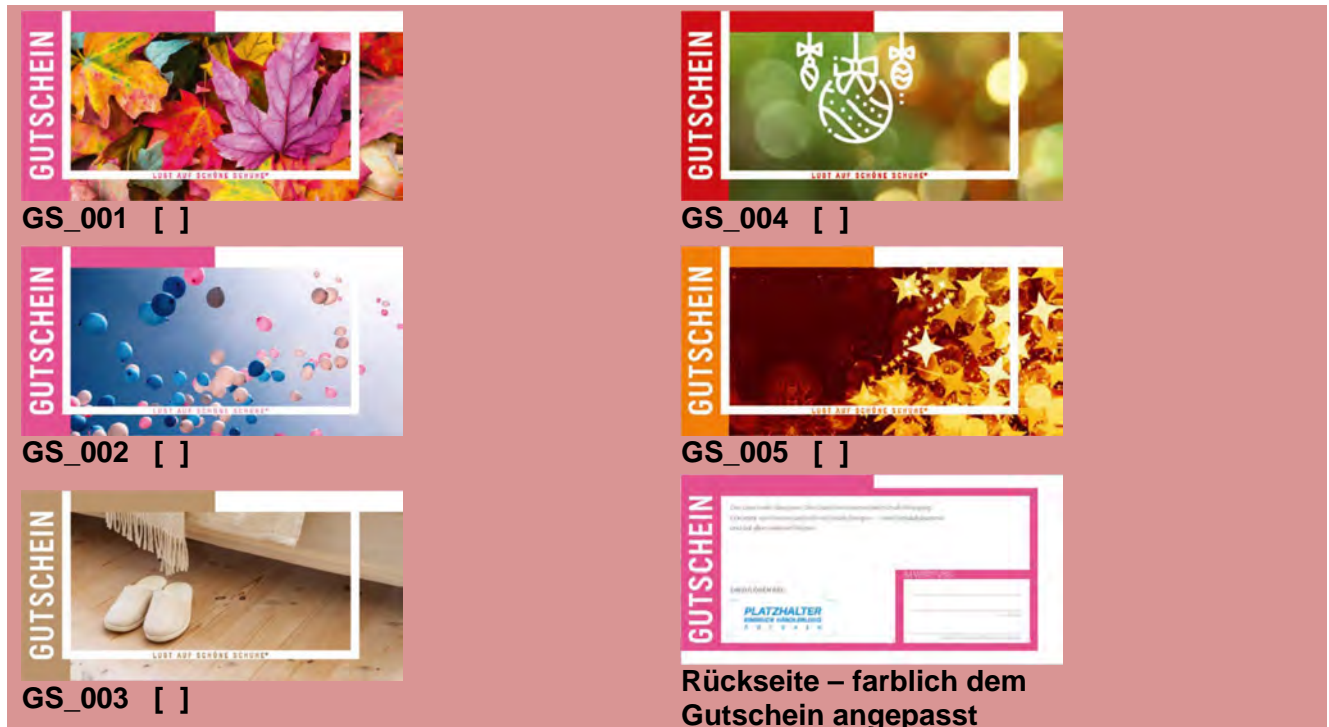 GUTSCHEIN
LUST AUF SCHÖNE SCHUHE*
GS_001 [ ]
GUTSCHEIN
LUST AUF SCHÖNE SCHUHE*
GS_002 [ ]
GUTSCHEIN
LUST AUF SCHÖNE SCHUHE*
GS_003 [ ]
GUTSCHEIN
LUST AUF SCHÖNE SCHUHE*
GS_004 [ ]
GUTSCHEIN
LUST AUF SCHÖNE SCHUHE*
GS_005 [ ]
GUTSCHEIN
PLATZHALTER
Rückseite – farblich dem
Gutschein angepasst